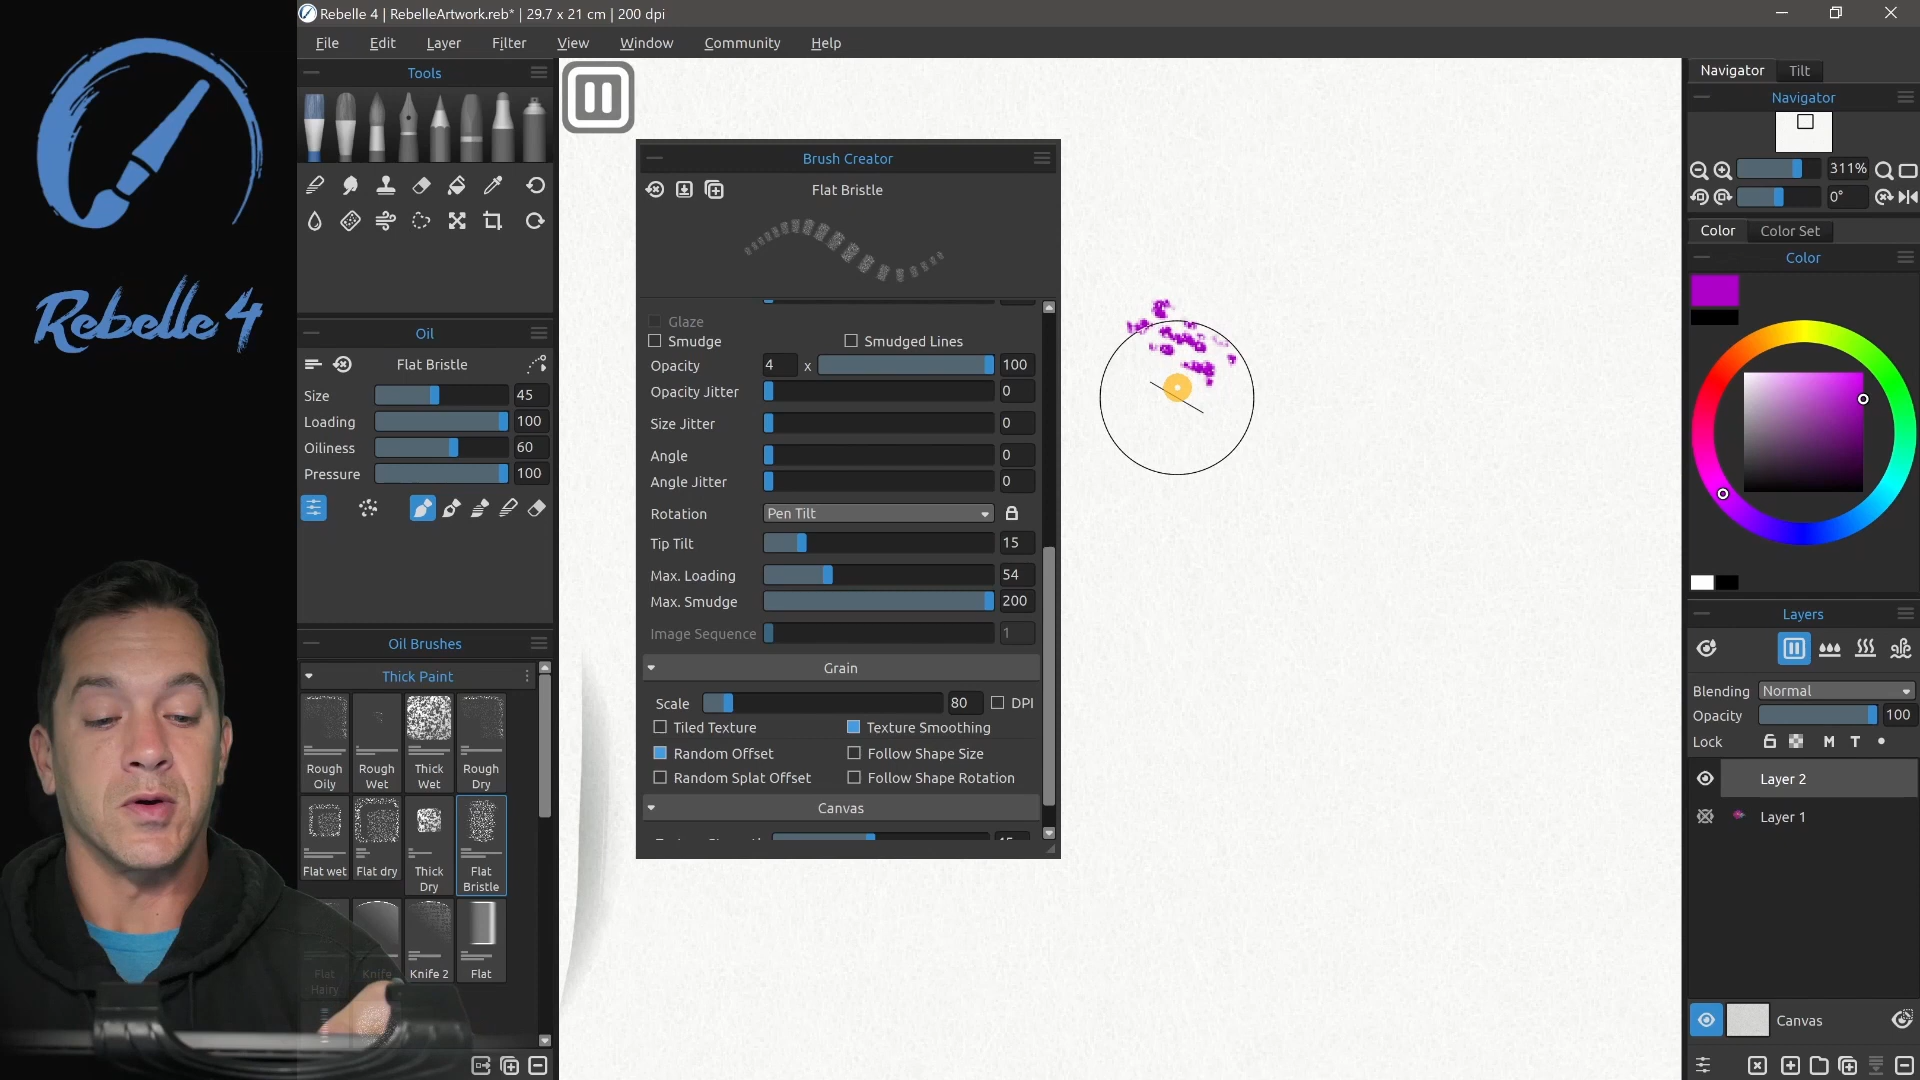 Rebelle 4 | RebelleArtwork.reb* | 29.7 x 21 cm | 200 dpi
File Edit Layer Filter View Window Community Help
Rebelle 4
Tools
Oil
Flat Bristle
Size 45
Loading 100
Oiliness 60
Pressure 100
Oil Brushes
Thick Paint
Rough Oily
Rough Wet
Thick Wet
Rough Dry
Flat wet
Flat dry
Thick Dry
Flat Bristle
Flat Hairy
Knife
Knife 2
Flat
Brush Creator
Flat Bristle
Glaze
Smudge Smudged Lines
Opacity 4 x 100
Opacity Jitter 0
Size Jitter 0
Angle 0
Angle Jitter 0
Rotation Pen Tilt
Tip Tilt 15
Max. Loading 54
Max. Smudge 200
Image Sequence 1
Grain
Scale 80 DPI
Tiled Texture Texture Smoothing
Random Offset Follow Shape Size
Random Splat Offset Follow Shape Rotation
Canvas
Navigator Tilt
Navigator
311%
0°
Color Color Set
Color
Layers
Blending Normal
Opacity 100
Lock M T
Layer 2
Layer 1
Canvas